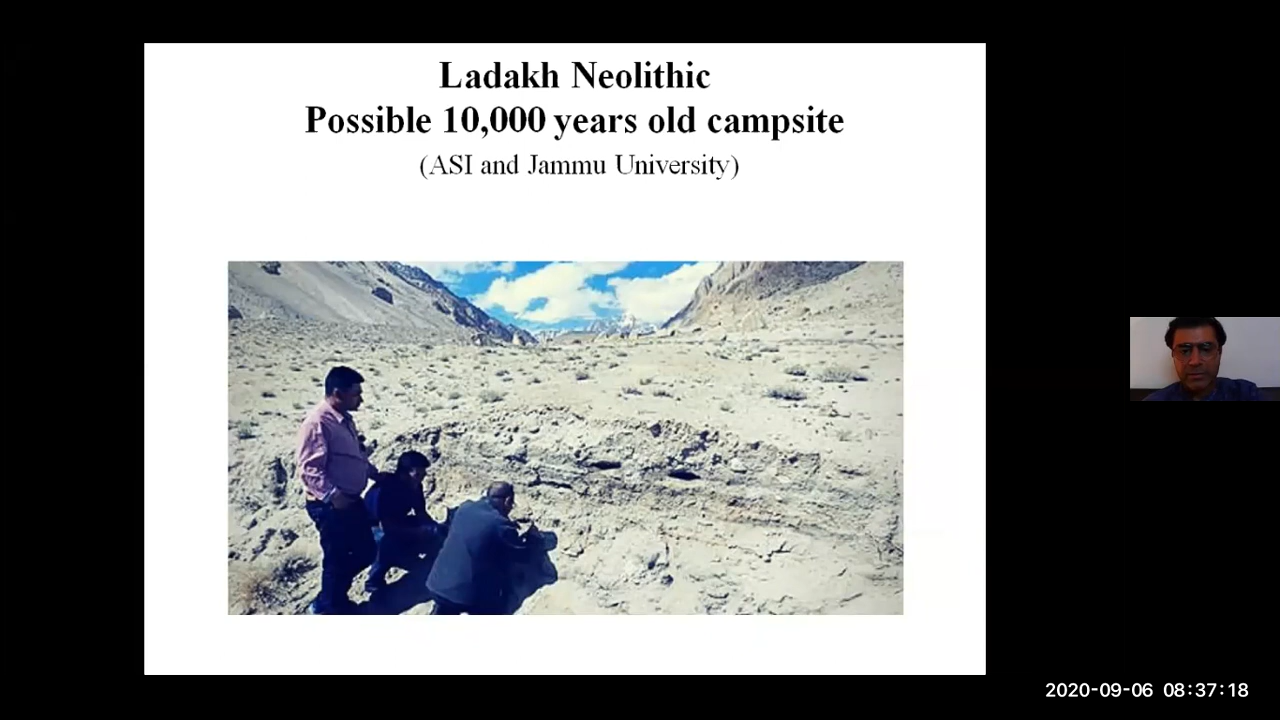 Ladakh Neolithic
Possible 10,000 years old campsite
(ASI and Jammu University)
2020-09-06 08:37:18